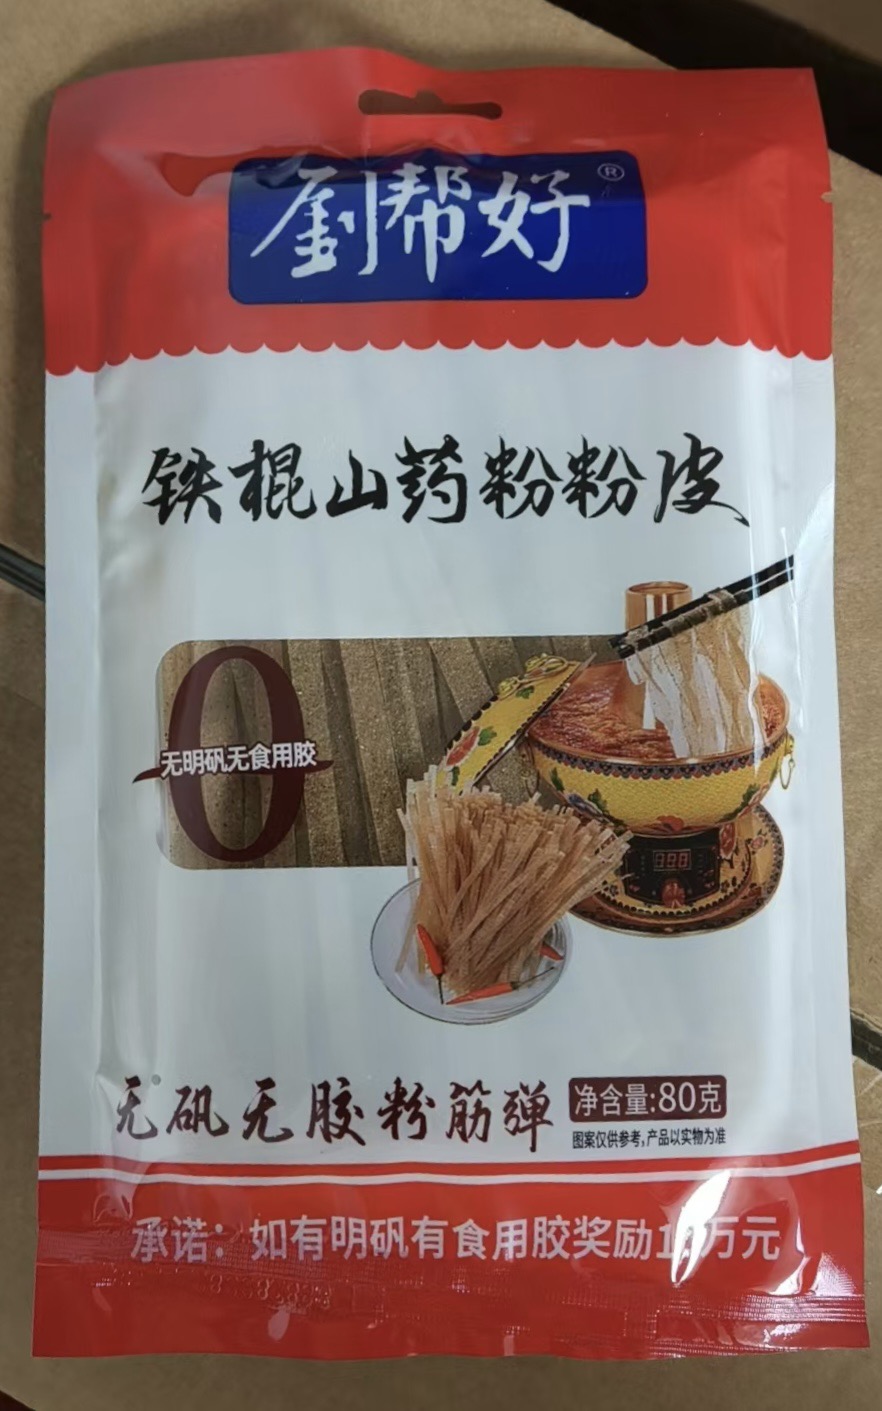 劉帮好®
铁棍山药粉粉皮
0
无明矾无食用胶
无矾无胶粉筋弹
净含量:80克
图案仅供参考,产品以实物为准
承诺：如有明矾有食用胶奖励1万元